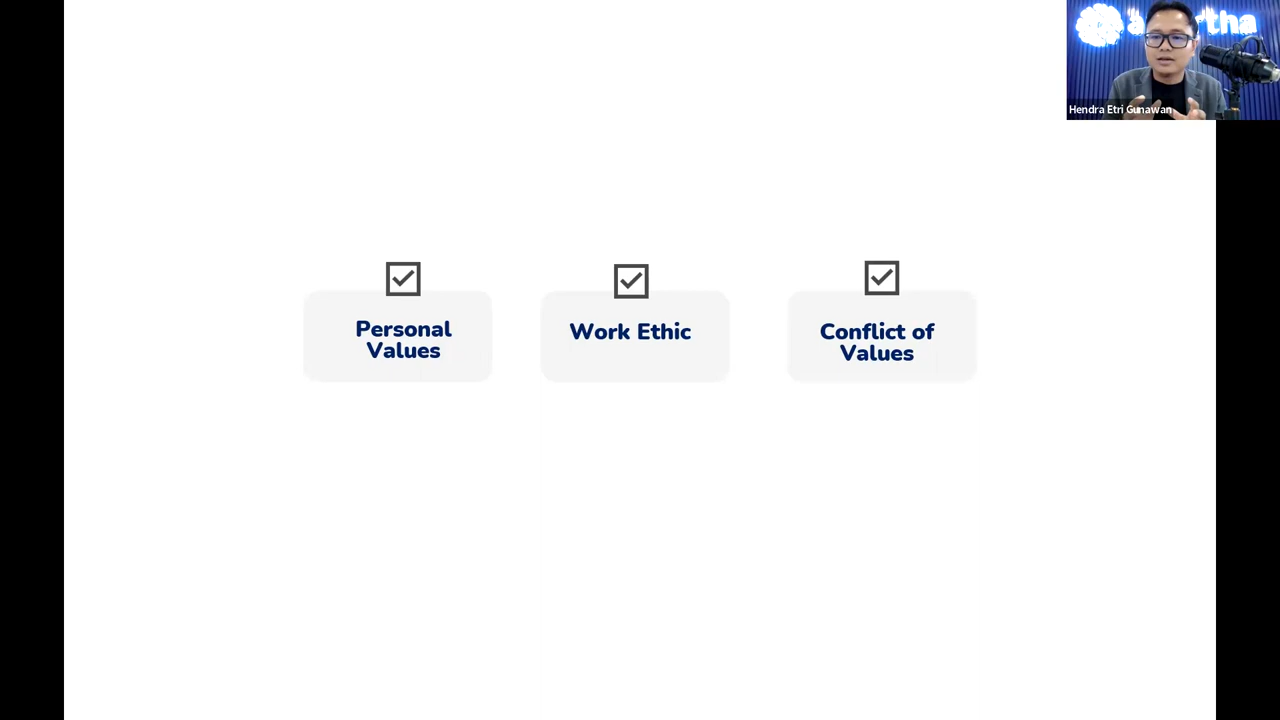 Hendra Etri Gunawan
Personal
Values
Work Ethic
Conflict of
Values